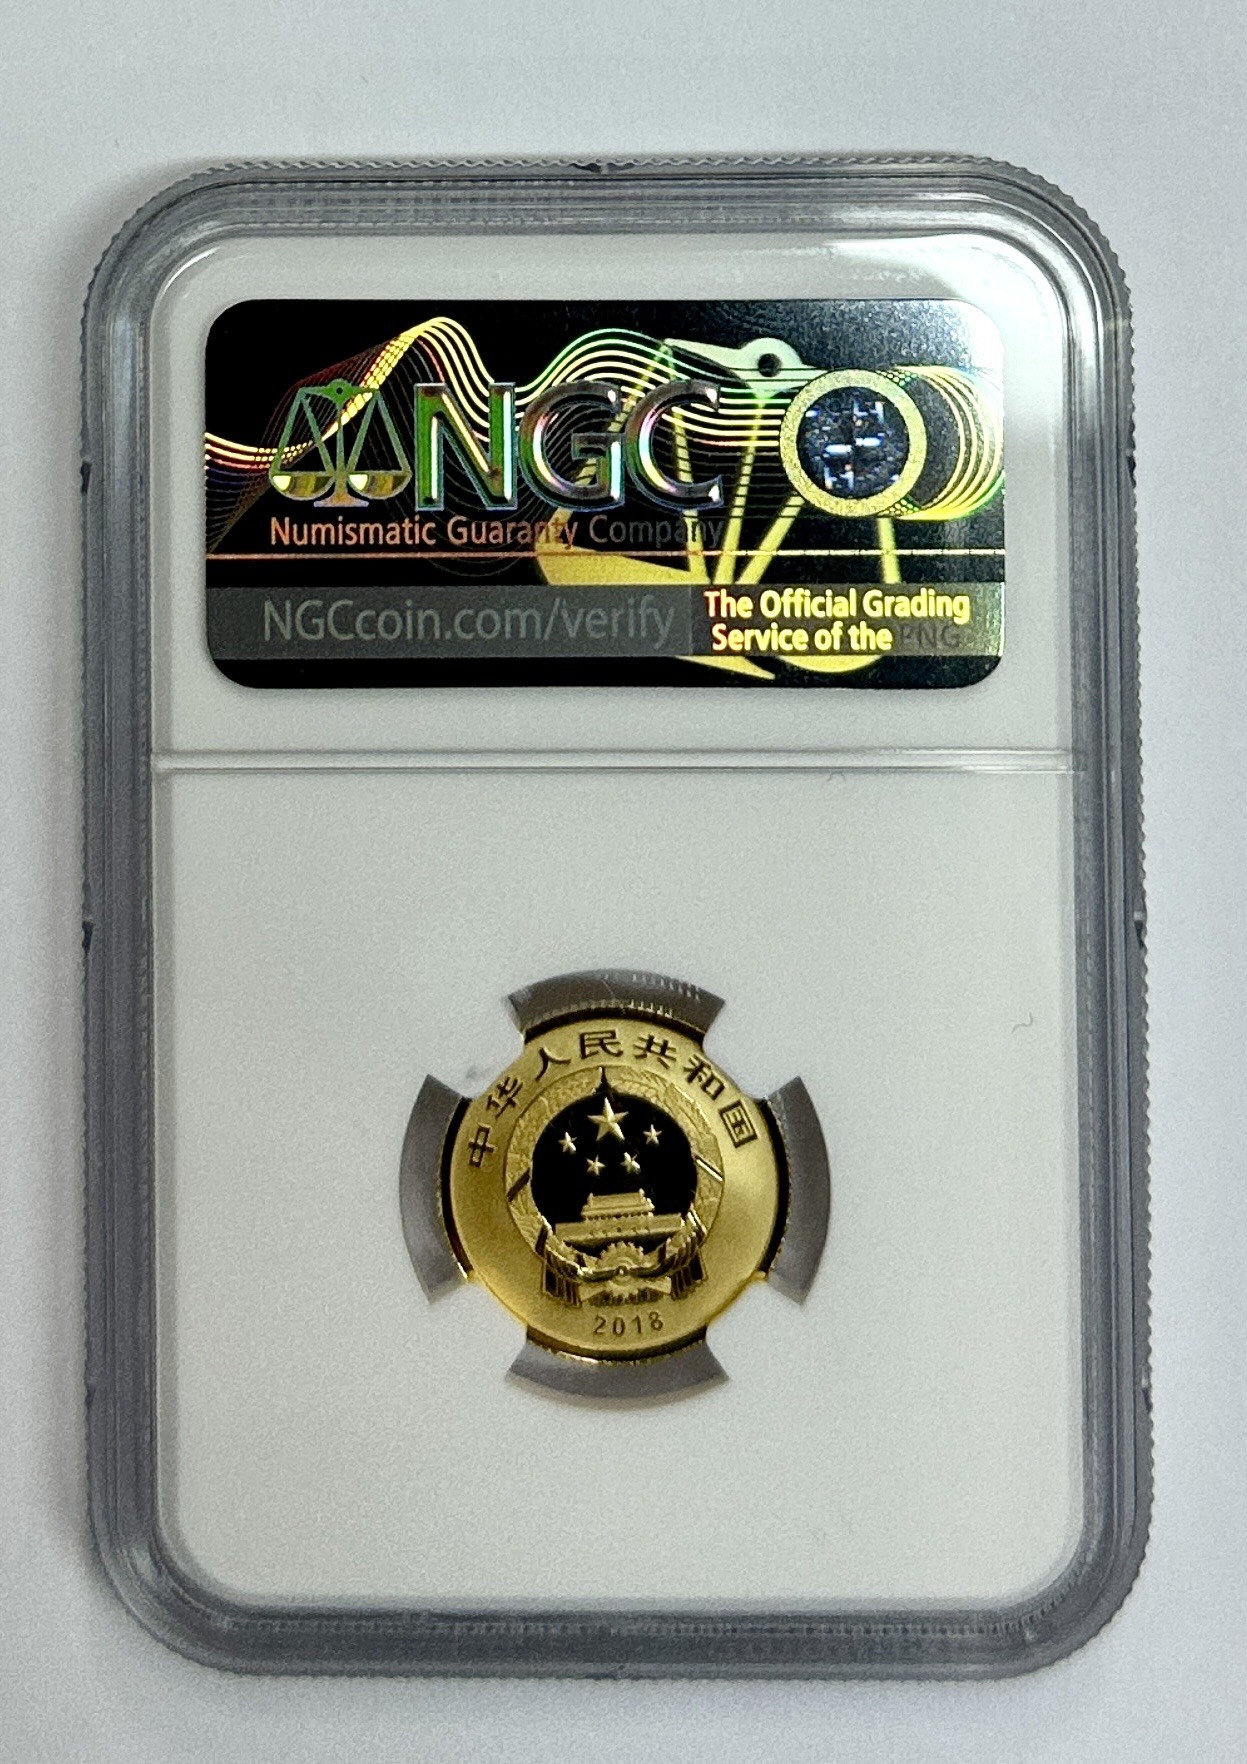 NGC
Numismatic Guaranty Company
NGCcoin.com/verify
The Official Grading
Service of the PNG
中华人民共和国
2018